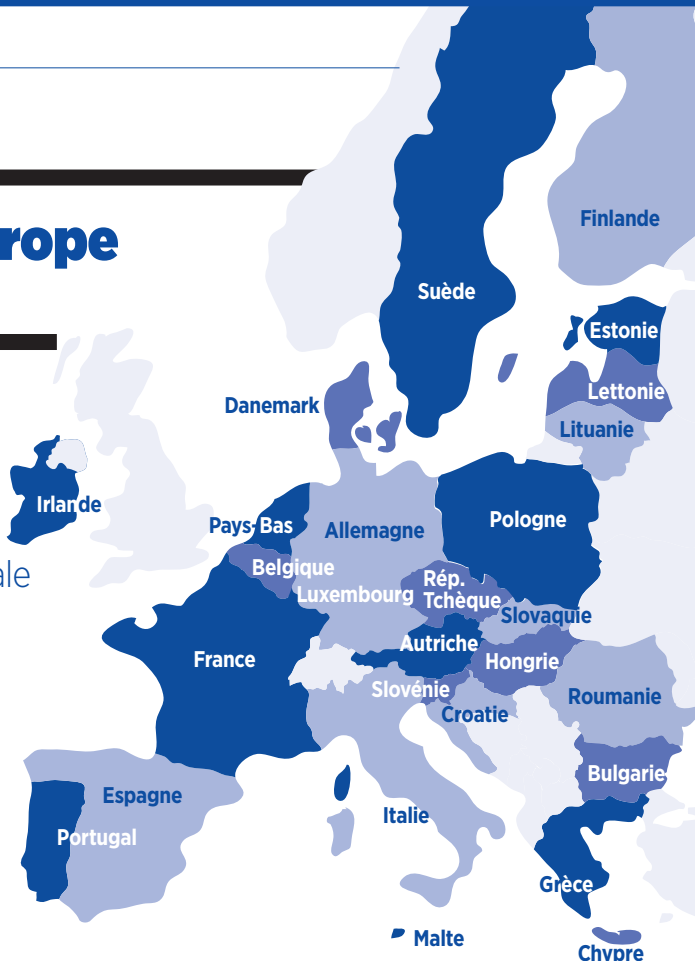 rope
Finlande
Suède
Estonie
Lettonie
Danemark
Lituanie
Irlande
Pays-Bas
Pologne
Allemagne
Belgique
ale
Rép.
Tchèque
Luxembourg
Slovaquie
Autriche
France
Hongrie
Slovénie
Roumanie
Croatie
Bulgarie
Espagne
Italie
Portugal
Grèce
Malte
Chypre